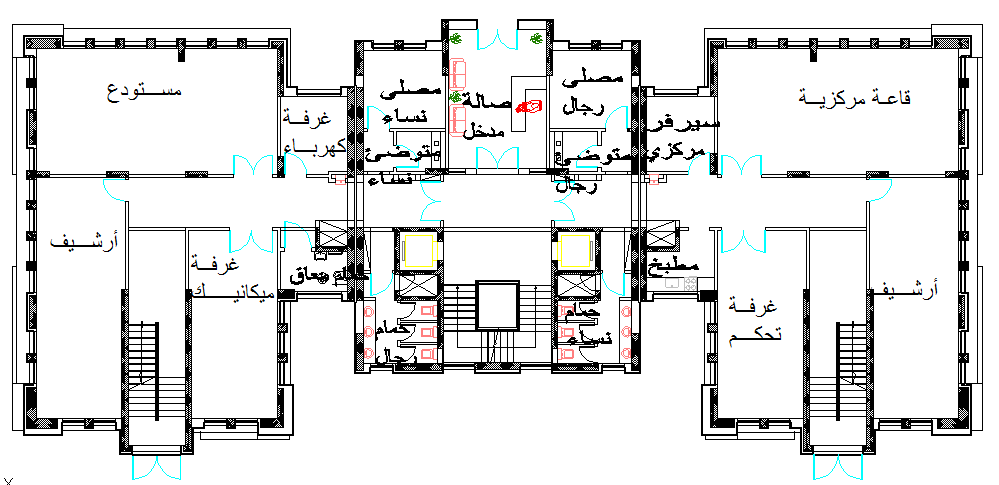 مستودع
غرفة
كهرباء
مصلى
نساء
متوضئ
نساء
صالة
مدخل
مصلى
رجال
متوضئ
رجال
سيرفر
مركزي
قاعة مركزية
أرشيف
غرفة
ميكانيك
معاق
حمام
رجال
حمام
نساء
مطبخ
غرفة
تحكم
أرشيف